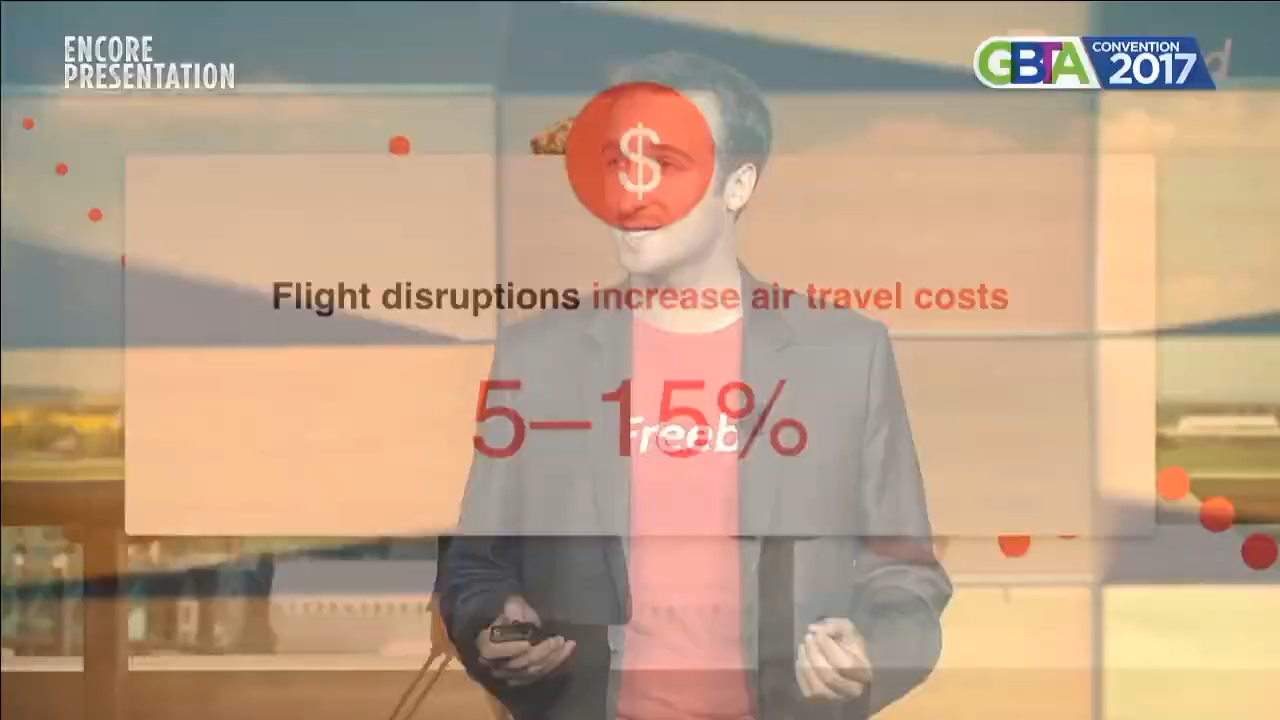 ENCORE
PRESENTATION
GBTA
CONVENTION
2017
$
Flight disruptions increase air travel costs
5–15%
Freeb